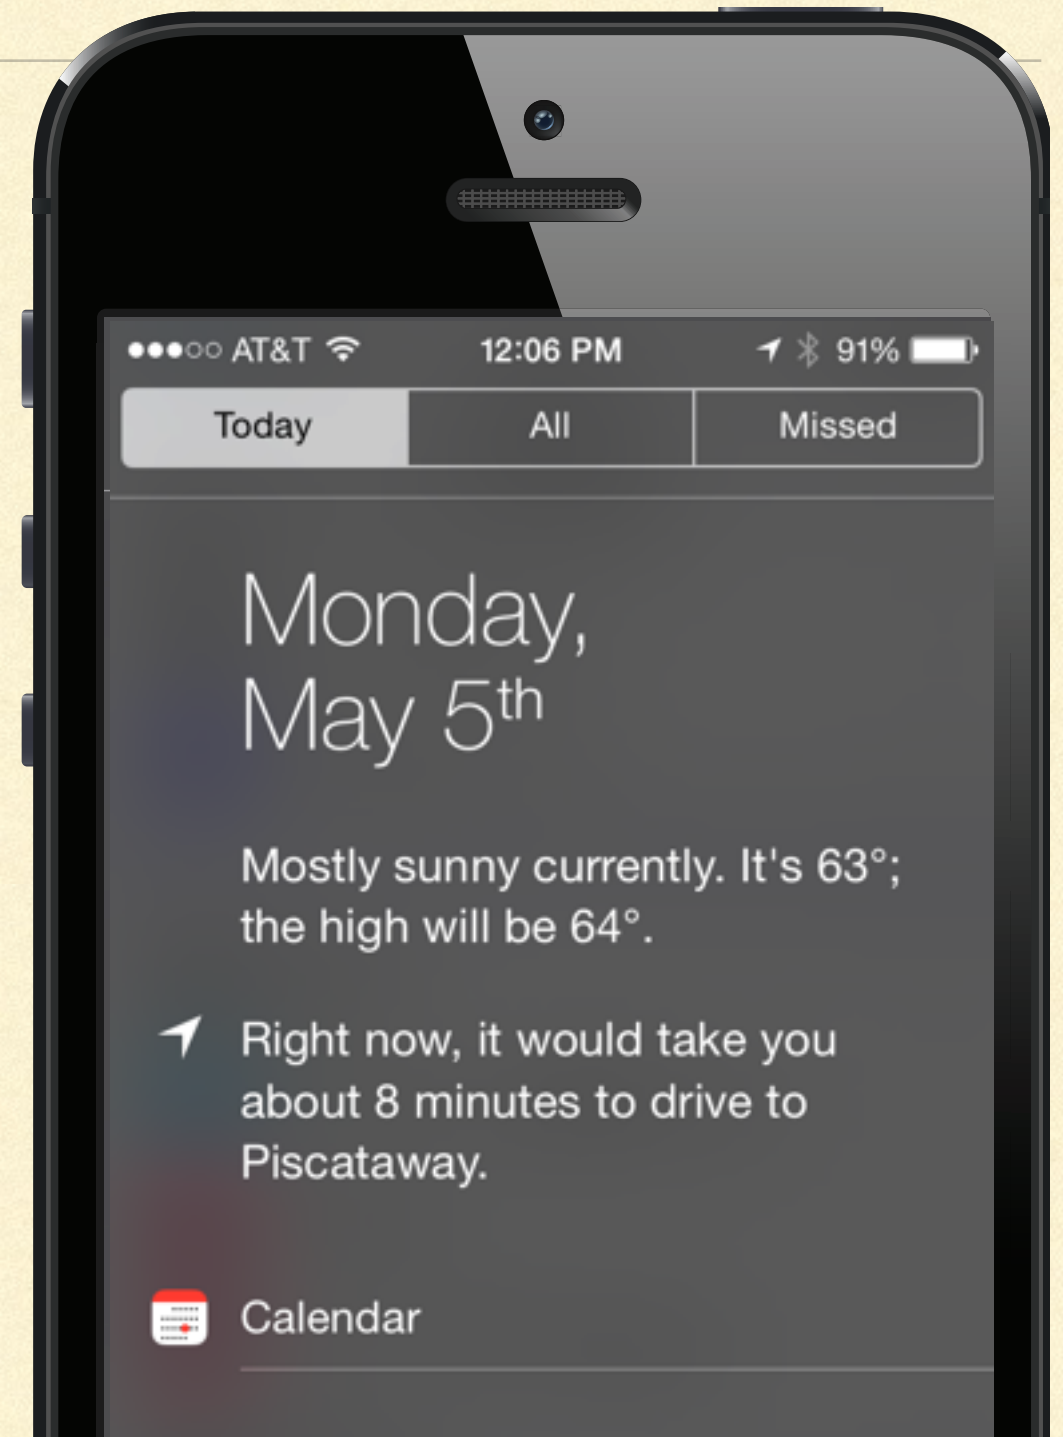 AT&T 12:06 PM 91%
Today All Missed
Monday,
May 5th
Mostly sunny currently. It's 63°;
the high will be 64°.
Right now, it would take you
about 8 minutes to drive to
Piscataway.
Calendar